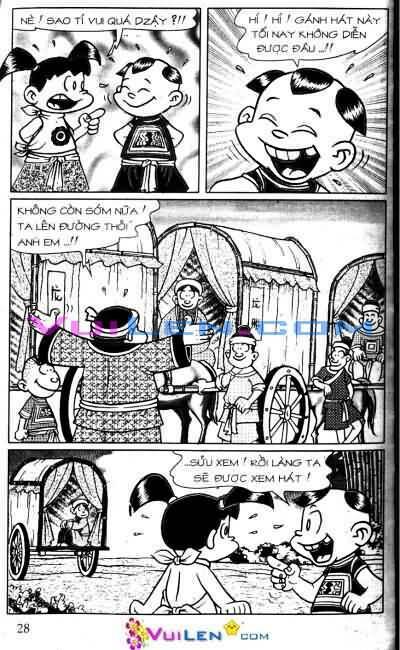 NÈ ! SAO TÍ VUI QUÁ DZẬY ?!!
HÍ ! HÍ ! GÁNH HÁT NÀY
TỐI NAY KHÔNG DIỄN
ĐƯỢC ĐÂU ...!!
KHÔNG CÒN SỚM NỮA !
TA LÊN ĐƯỜNG THÔI
ANH EM ...!!
VUILEN.COM
...SỬU XEM ! RỒI LÀNG TA
SẼ ĐƯỢC XEM HÁT !
28
VUILEN COM